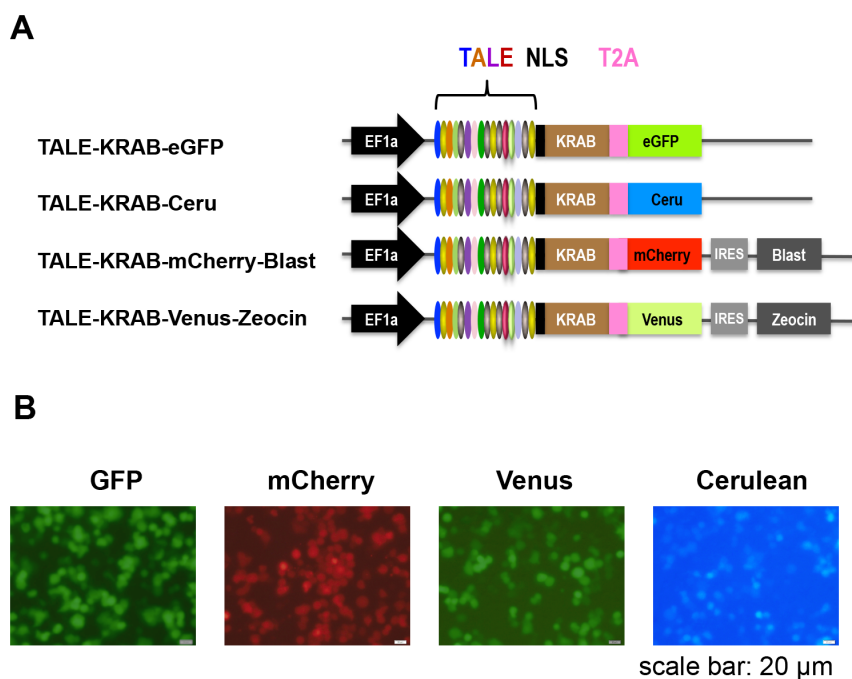 A
TALE NLS T2A
TALE-KRAB-eGFP EF1a KRAB eGFP
TALE-KRAB-Ceru EF1a KRAB Ceru
TALE-KRAB-mCherry-Blast EF1a KRAB mCherry IRES Blast
TALE-KRAB-Venus-Zeocin EF1a KRAB Venus IRES Zeocin
B
GFP mCherry Venus Cerulean
scale bar: 20 µm